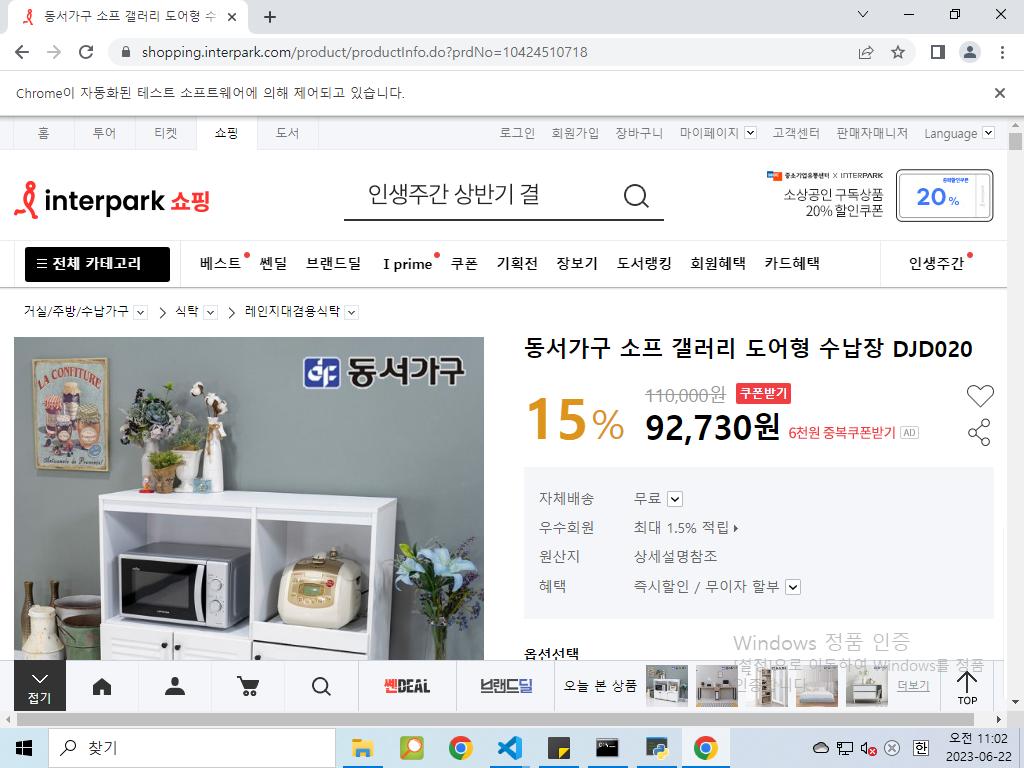 동서가구 소프 갤러리 도어형 수
shopping.interpark.com/product/productInfo.do?prdNo=10424510718
Chrome이 자동화된 테스트 소프트웨어에 의해 제어되고 있습니다.
홈 투어 티켓 쇼핑 도서 로그인 회원가입 장바구니 마이페이지 고객센터 판매자매니저 Language
interpark 쇼핑
인생주간 상반기 결
중소기업유통센터 X INTERPARK
소상공인 구독상품
20% 할인쿠폰
20%
전체 카테고리 베스트 쎈딜 브랜드딜 I prime 쿠폰 기획전 장보기 도서랭킹 회원혜택 카드혜택 인생주간
거실/주방/수납가구 식탁 레인지대겸용식탁
LA CONFITURE
동서가구
동서가구 소프 갤러리 도어형 수납장 DJD020
15%
110,000원 쿠폰받기
92,730원 6천원 중복쿠폰받기 AD
자체배송 무료
우수회원 최대 1.5% 적립
원산지 상세설명참조
혜택 즉시할인 / 무이자 할부
옵션선택
Windows 정품 인증
[설정]으로 이동하여 Windows를 정품
인증합니다.
접기
쎈DEAL
브랜드딜
오늘 본 상품
더보기
TOP
찾기
한
오전 11:02
2023-06-22